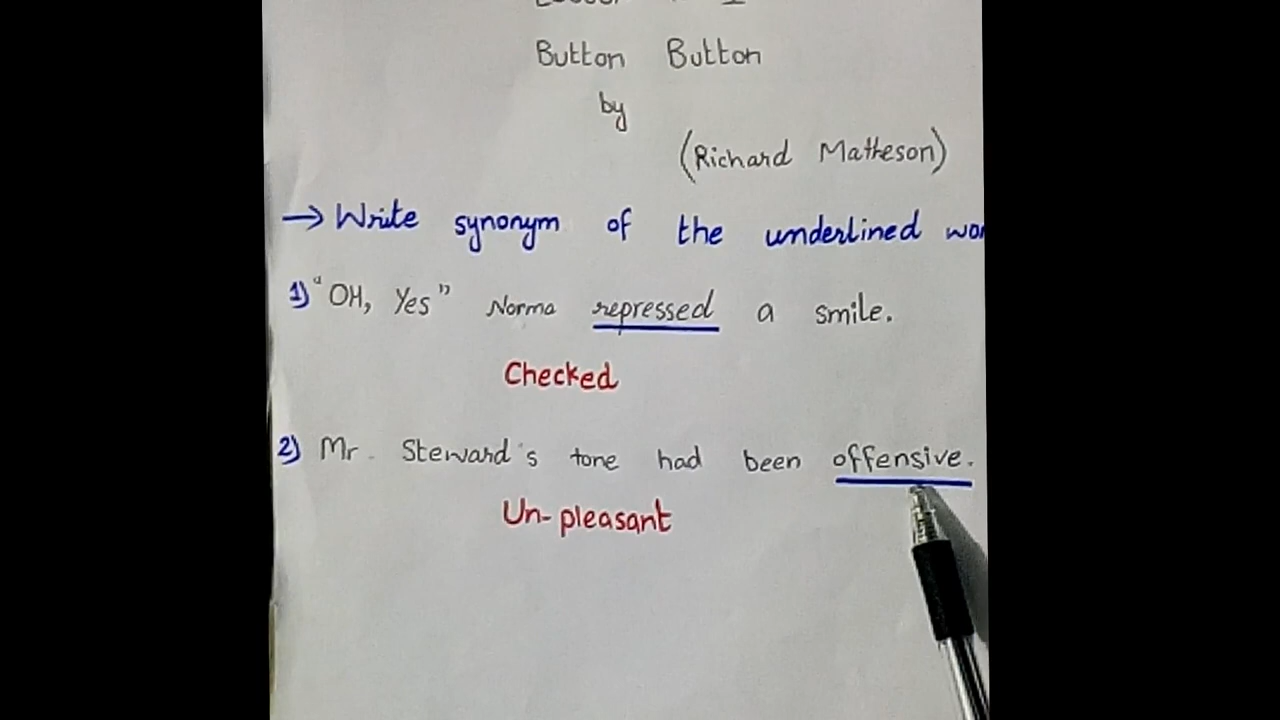 Button Button
by
(Richard Matheson)
→ Write synonym of the underlined
1) "OH, Yes" Norma repressed a smile.
Checked
2) Mr. Steward's tone had been offensive.
Un-pleasant